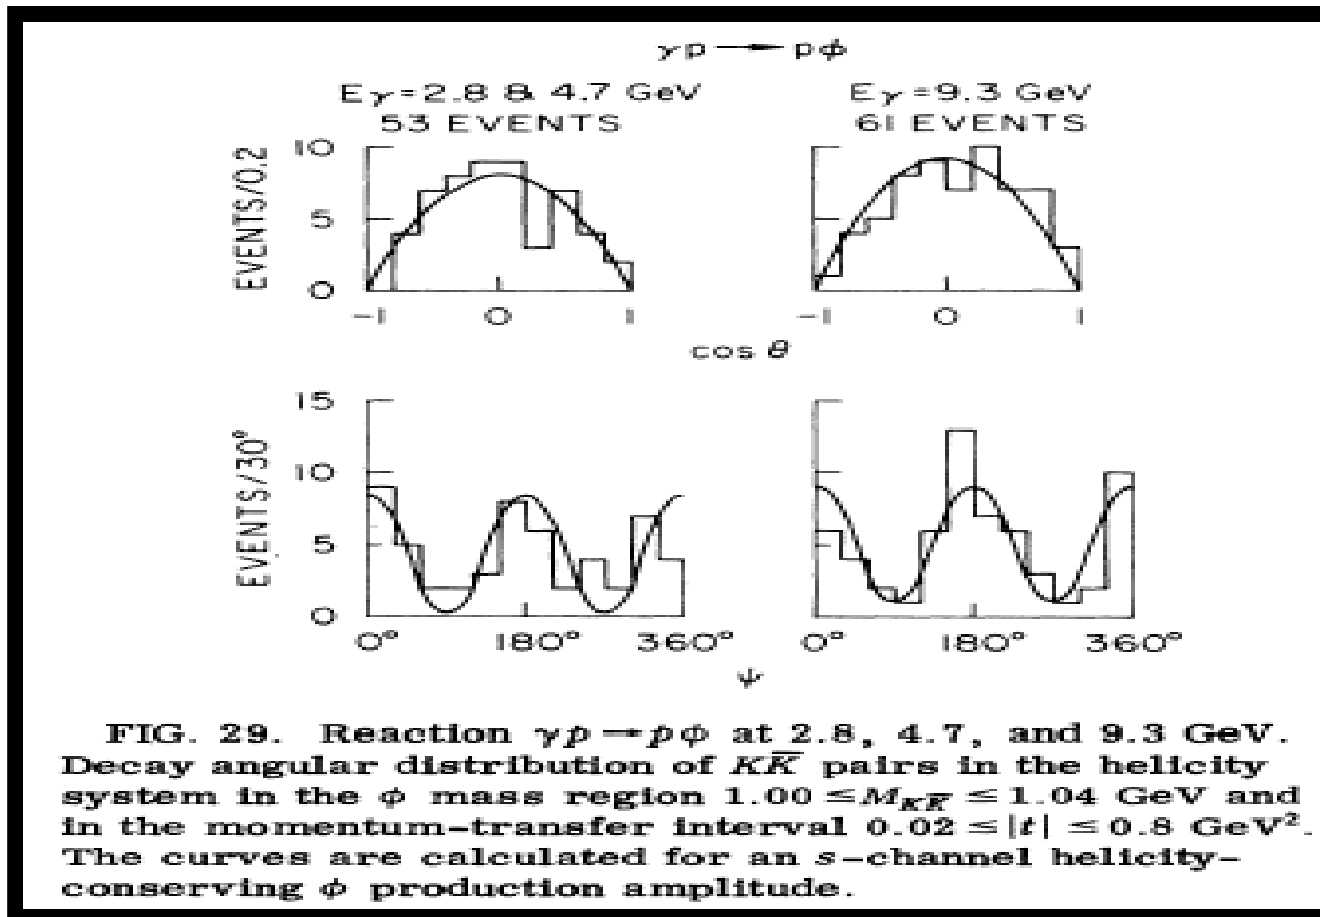 γp → pφ
Eγ=2.8 & 4.7 GeV
53 EVENTS
Eγ=9.3 GeV
61 EVENTS
EVENTS/0.2
10
5
0
-1 0 1
-1 0 1
cos θ
EVENTS/30°
15
10
5
0
0° 180° 360°
0° 180° 360°
ψ
FIG. 29. Reaction γp→pφ at 2.8, 4.7, and 9.3 GeV.
Decay angular distribution of KK̅ pairs in the helicity
system in the φ mass region 1.00 ≤M_{KK̅} ≤1.04 GeV and
in the momentum-transfer interval 0.02 ≤|t| ≤0.8 GeV².
The curves are calculated for an s-channel helicity-
conserving φ production amplitude.